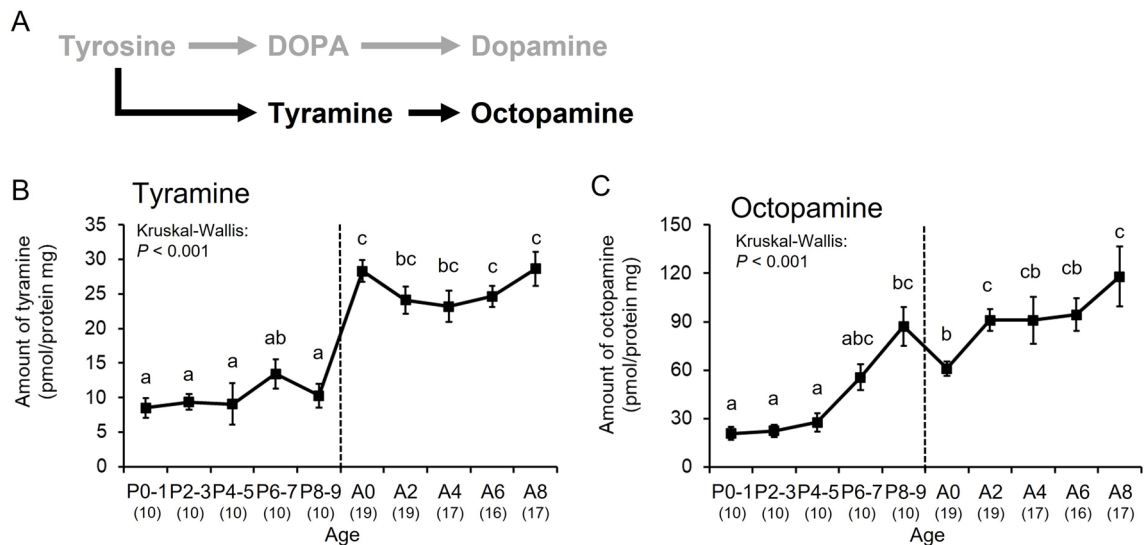 A
Tyrosine DOPA Dopamine
Tyramine Octopamine
B
Tyramine
Kruskal-Wallis:
P < 0.001
Amount of tyramine
(pmol/protein mg)
35
30
25
20
15
10
5
0
a a a ab a c bc bc c c
P0-1 P2-3 P4-5 P6-7 P8-9 A0 A2 A4 A6 A8
(10) (10) (10) (10) (10) (19) (19) (17) (16) (17)
Age
C
Octopamine
Kruskal-Wallis:
P < 0.001
Amount of octopamine
(pmol/protein mg)
150
120
90
60
30
0
a a a abc bc b c cb cb c
P0-1 P2-3 P4-5 P6-7 P8-9 A0 A2 A4 A6 A8
(10) (10) (10) (10) (10) (19) (19) (17) (16) (17)
Age